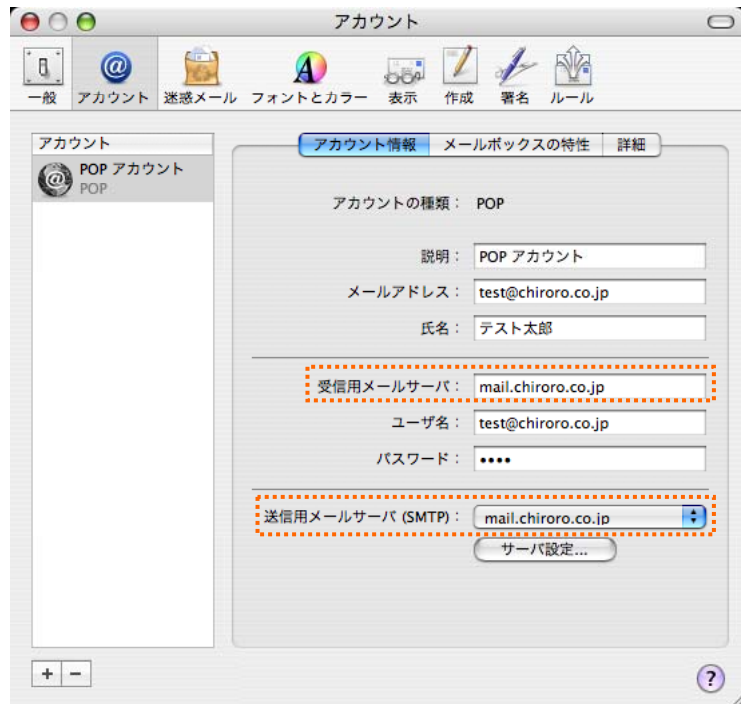 アカウント
一般 アカウント 迷惑メール フォントとカラー 表示 作成 署名 ルール
アカウント
POP アカウント
POP
アカウント情報 メールボックスの特性 詳細
アカウントの種類： POP
説明： POP アカウント
メールアドレス： test@chiroro.co.jp
氏名： テスト太郎
受信用メールサーバ： mail.chiroro.co.jp
ユーザ名： test@chiroro.co.jp
パスワード： ••••
送信用メールサーバ (SMTP)： mail.chiroro.co.jp
サーバ設定...
+ − ?